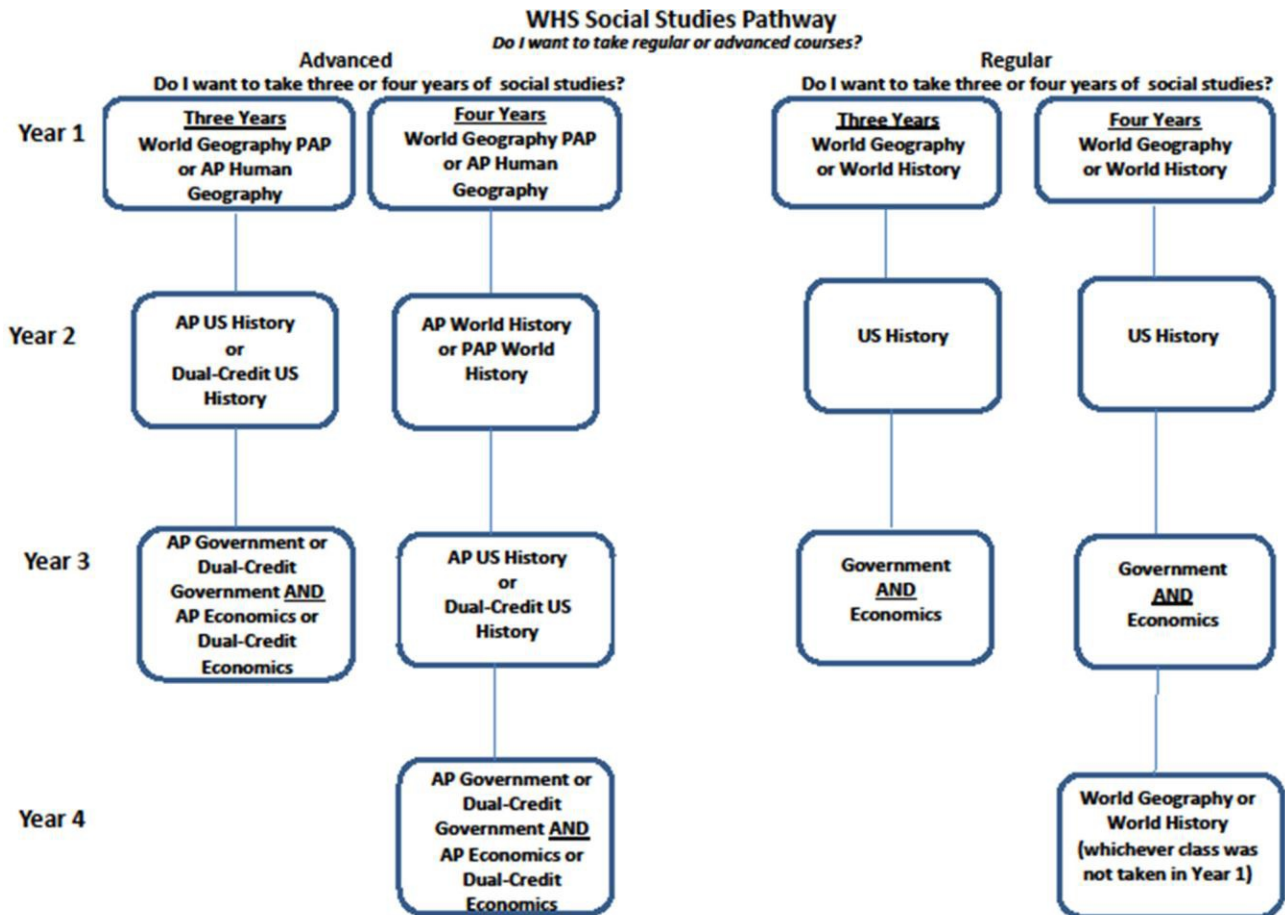 WHS Social Studies Pathway
Do I want to take regular or advanced courses?
Advanced
Do I want to take three or four years of social studies?
Regular
Do I want to take three or four years of social studies?
Year 1
Three Years
World Geography PAP
or AP Human
Geography
Four Years
World Geography PAP
or AP Human
Geography
Three Years
World Geography
or World History
Four Years
World Geography
or World History
Year 2
AP US History
or
Dual-Credit US
History
AP World History
or PAP World
History
US History
US History
Year 3
AP Government or
Dual-Credit
Government AND
AP Economics or
Dual-Credit
Economics
AP US History
or
Dual-Credit US
History
Government
AND
Economics
Government
AND
Economics
Year 4
AP Government or
Dual-Credit
Government AND
AP Economics or
Dual-Credit
Economics
World Geography or
World History
(whichever class was
not taken in Year 1)